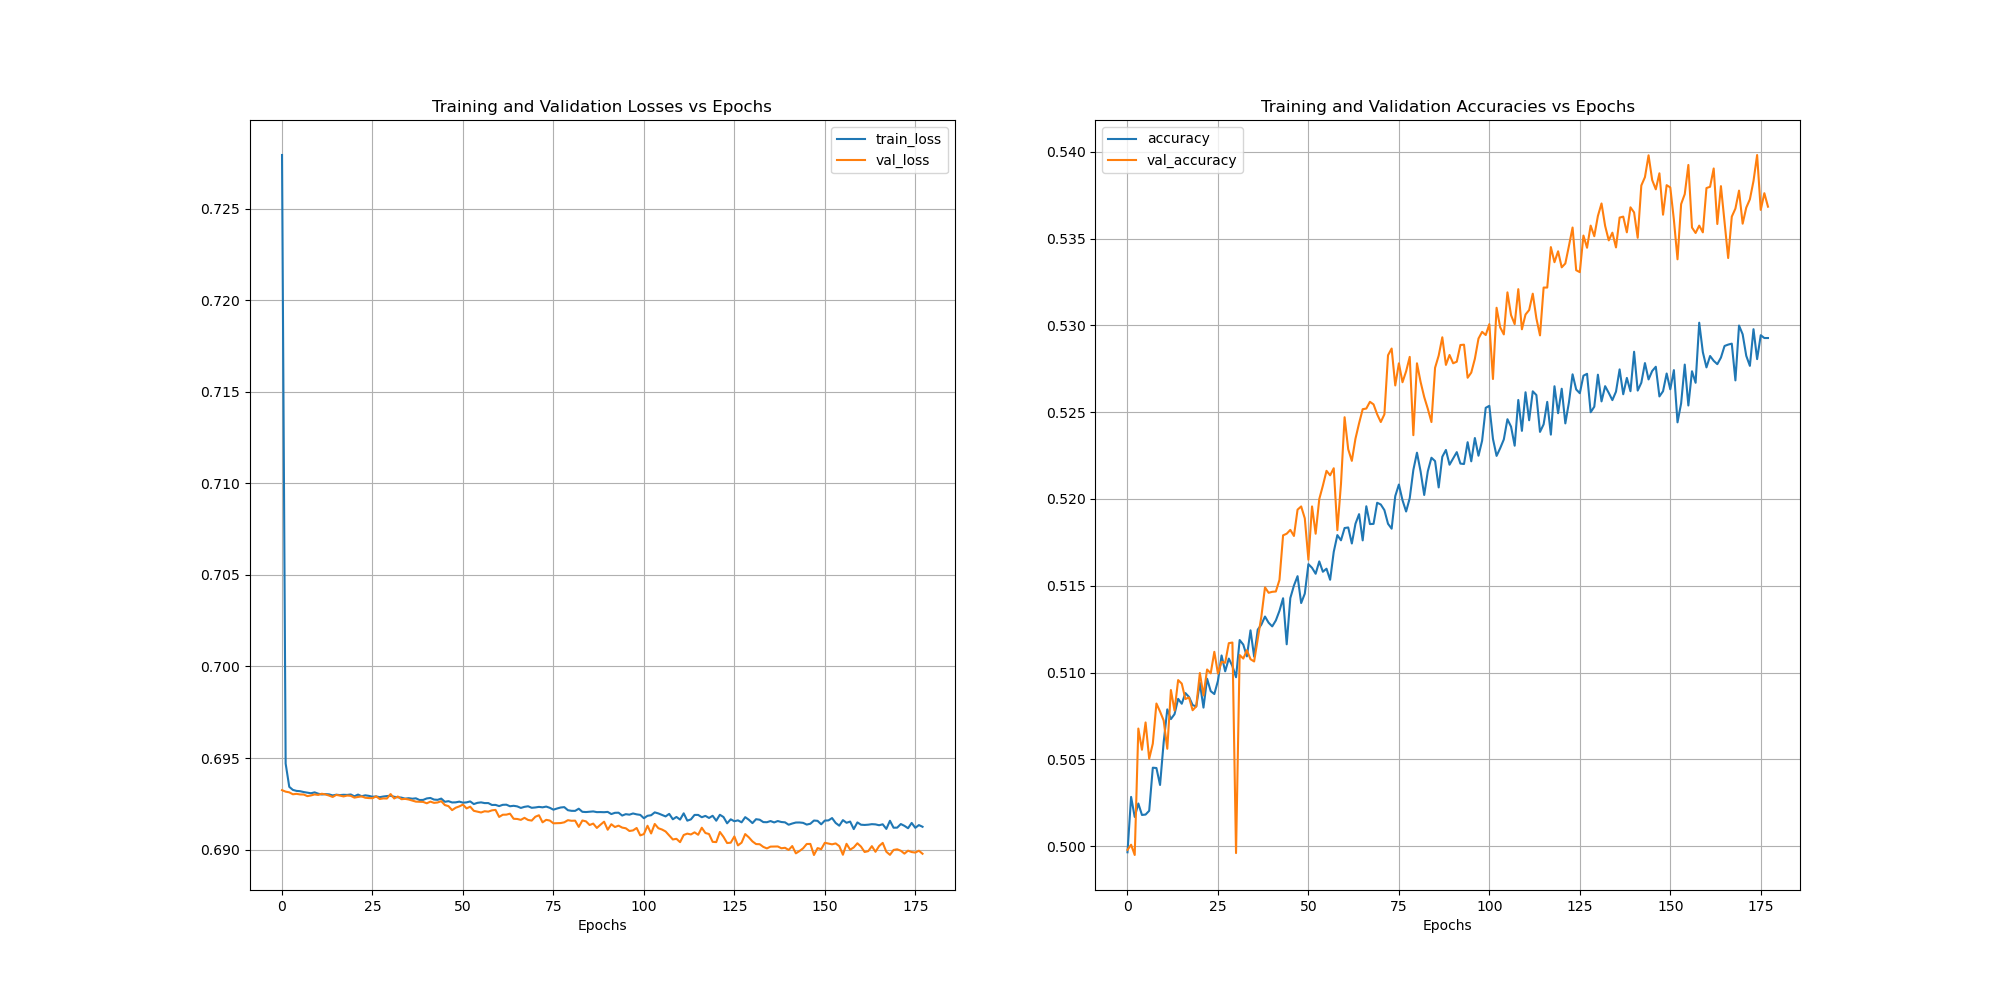 Training and Validation Losses vs Epochs
train_loss
val_loss
0.725
0.720
0.715
0.710
0.705
0.700
0.695
0.690
0 25 50 75 100 125 150 175
Epochs
Training and Validation Accuracies vs Epochs
accuracy
val_accuracy
0.540
0.535
0.530
0.525
0.520
0.515
0.510
0.505
0.500
0 25 50 75 100 125 150 175
Epochs